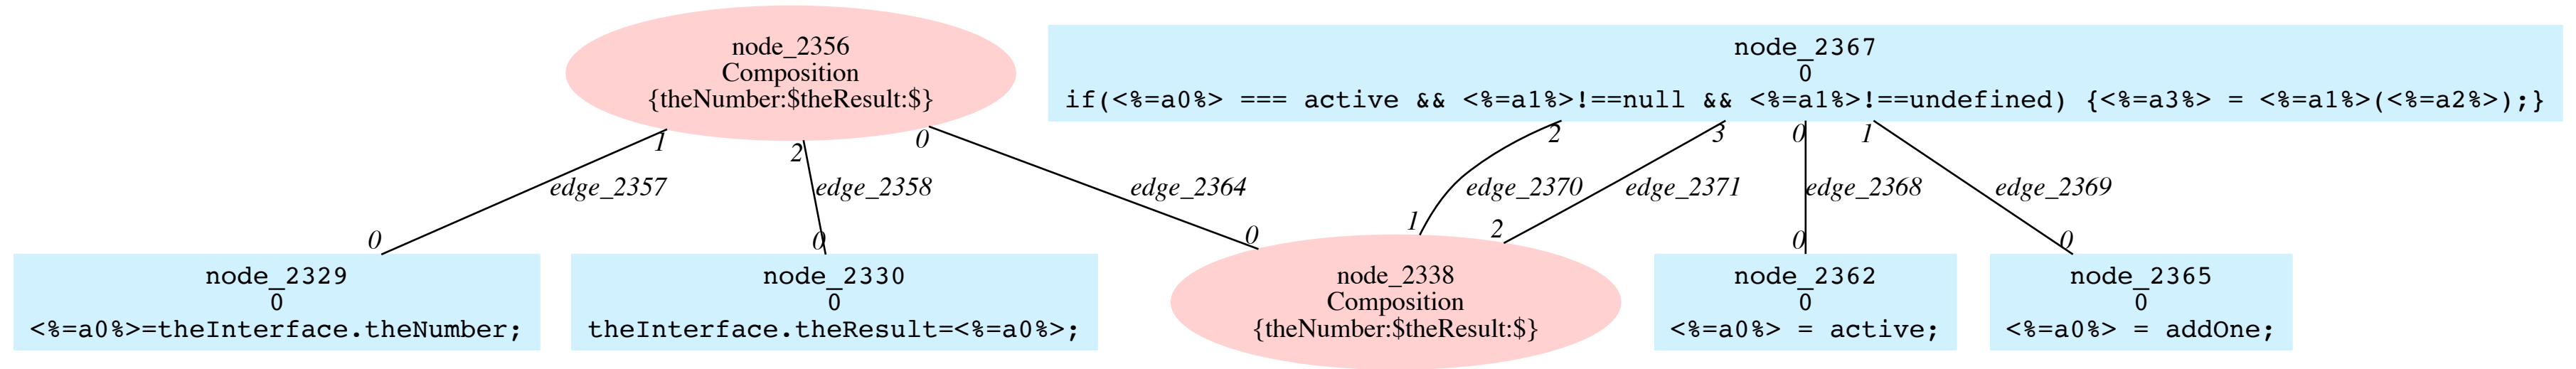 node_2356
Composition
{theNumber:$theResult:$}
node_2367
0
if(<%=a0%> === active && <%=a1%>!==null && <%=a1%>!==undefined) {<%=a3%> = <%=a1%>(<%=a2%>);}
1
2
0
2
3
0
1
edge_2357
edge_2358
edge_2364
edge_2370
edge_2371
edge_2368
edge_2369
0
0
0
1
2
0
0
node_2329
0
<%=a0%>=theInterface.theNumber;
node_2330
0
theInterface.theResult=<%=a0%>;
node_2338
Composition
{theNumber:$theResult:$}
node_2362
0
<%=a0%> = active;
node_2365
0
<%=a0%> = addOne;